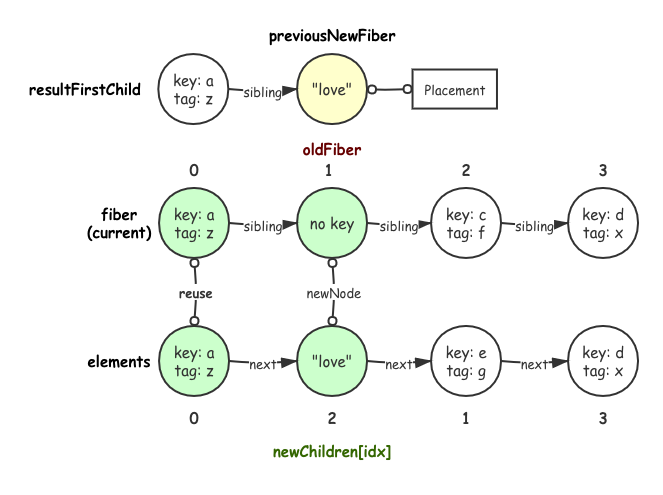 previousNewFiber
resultFirstChild
key: a
tag: z
sibling
"love"
Placement
oldFiber
0
1
2
3
fiber
(current)
key: a
tag: z
sibling
no key
sibling
key: c
tag: f
sibling
key: d
tag: x
reuse
newNode
elements
key: a
tag: z
next
"love"
next
key: e
tag: g
next
key: d
tag: x
0
2
1
3
newChildren[idx]